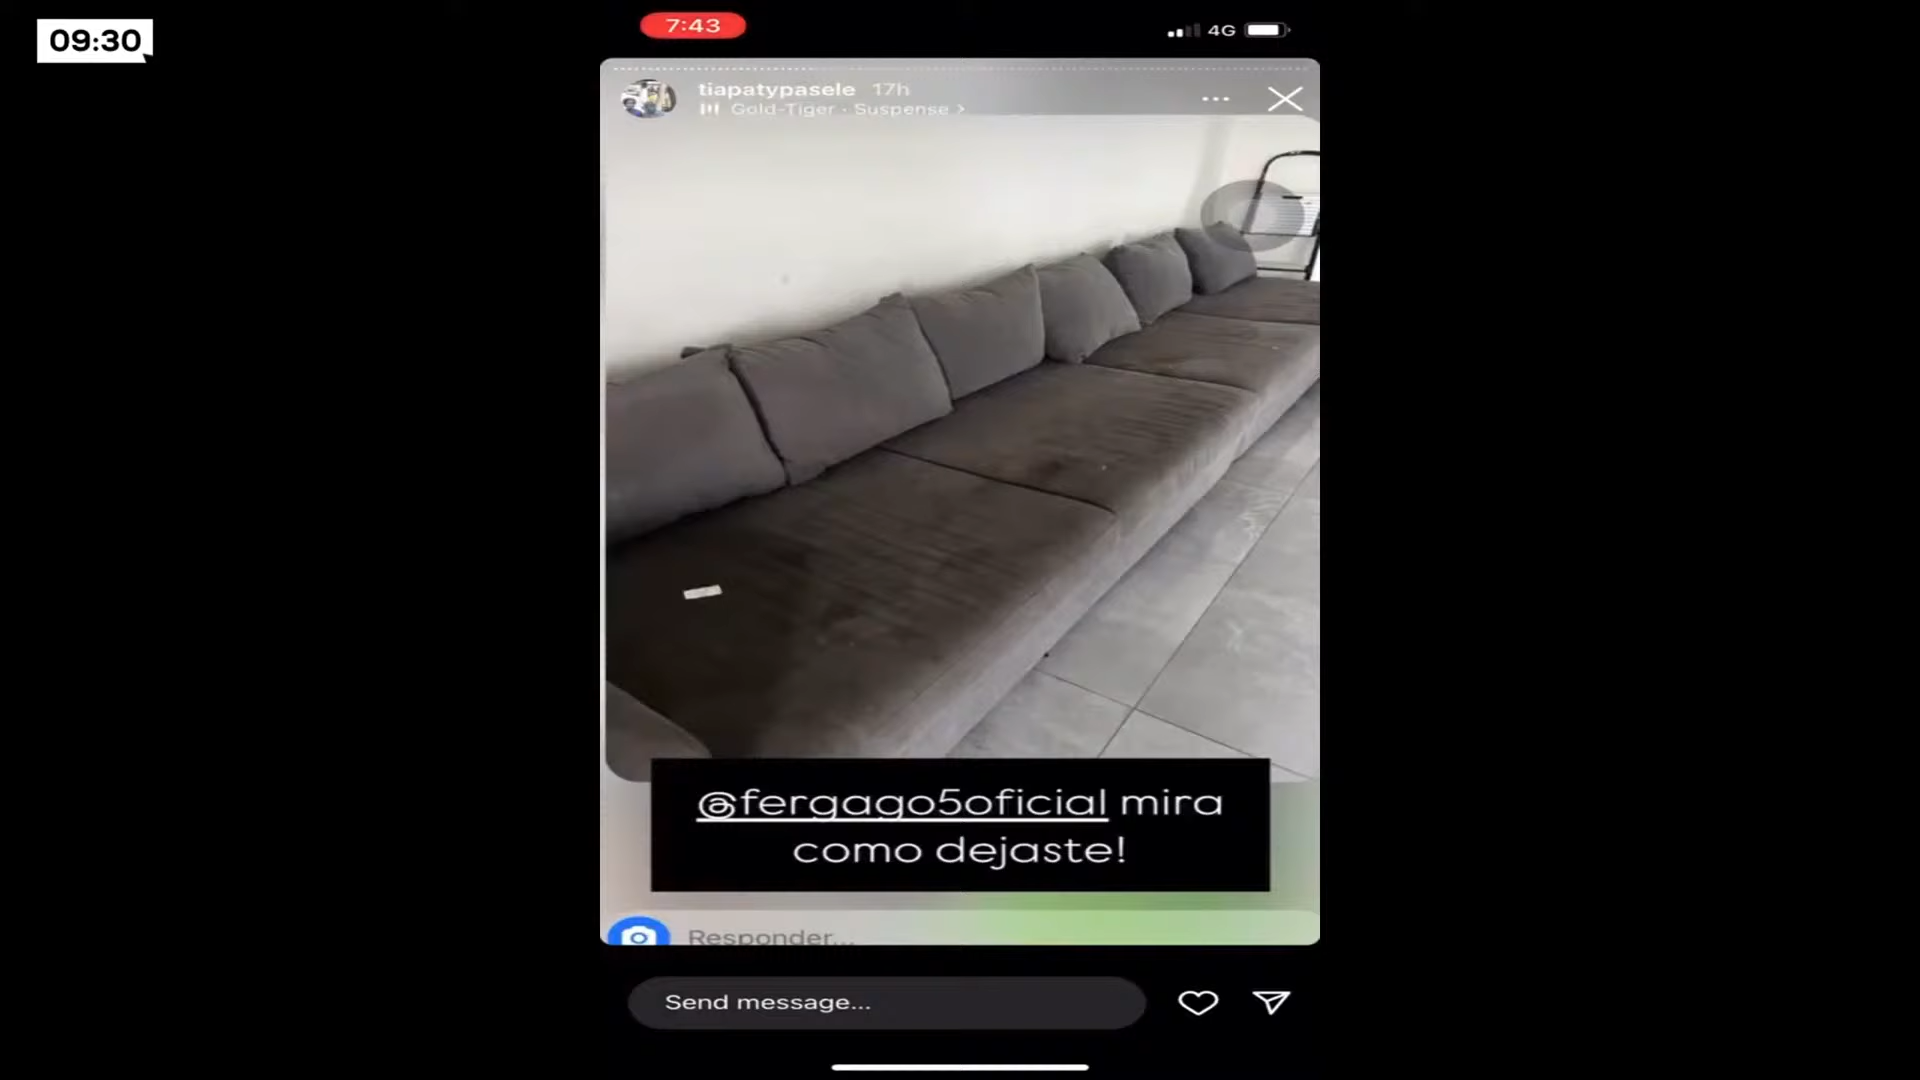 09:30
7:43
4G
tiapatypasele 17h
Gold-Tiger · Suspense >
@fergago5oficial mira
como dejaste!
Responder...
Send message...